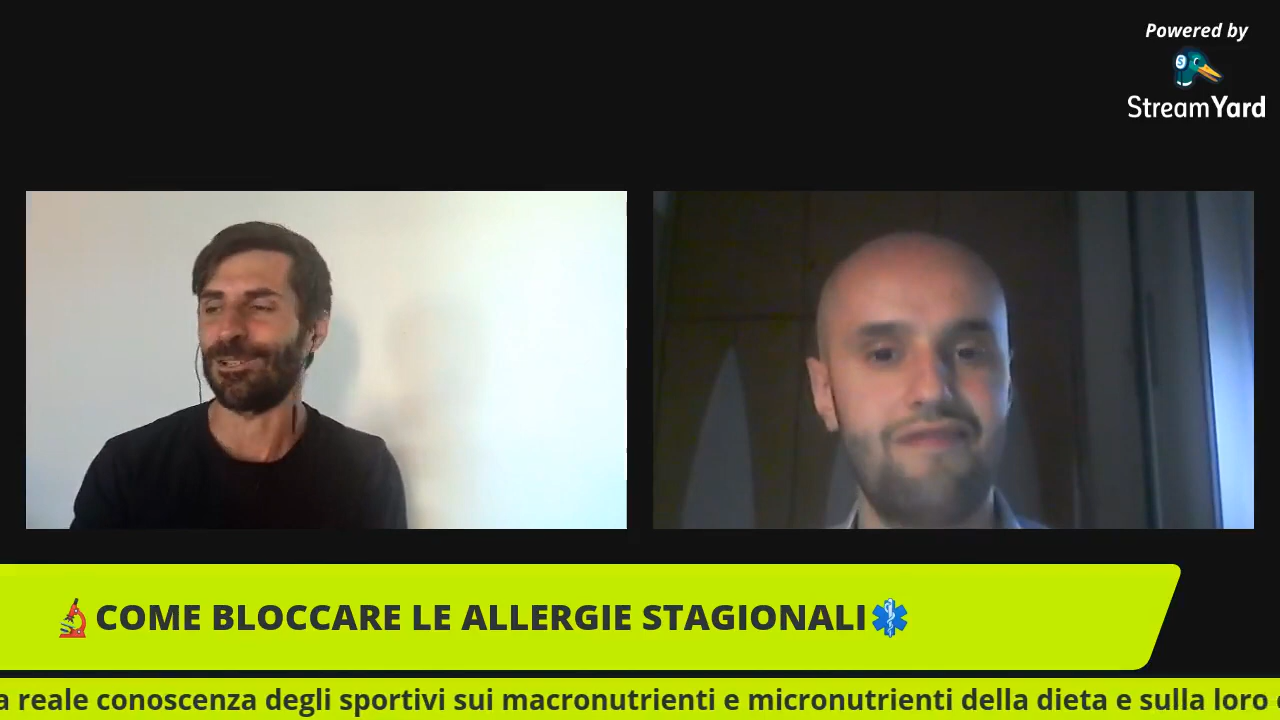 Powered by
StreamYard
COME BLOCCARE LE ALLERGIE STAGIONALI
a reale conoscenza degli sportivi sui macronutrienti e micronutrienti della dieta e sulla loro